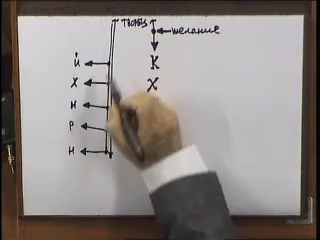 Творец
желание
Й К
Х Х
Н
Р
Н